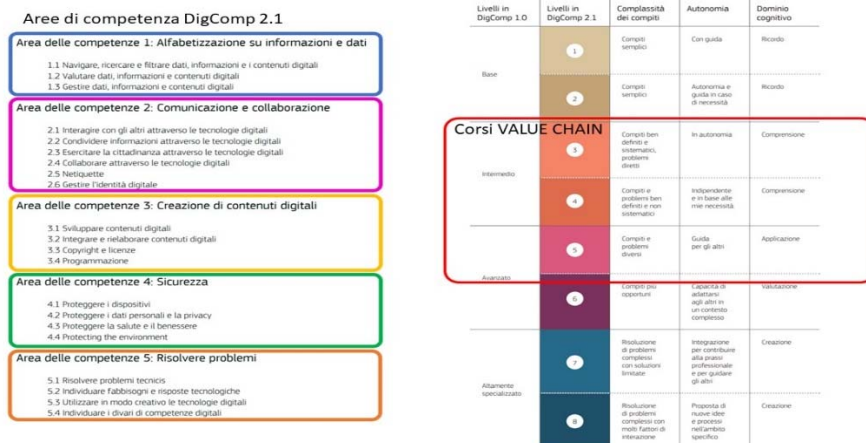 Aree di competenza DigComp 2.1
Area delle competenze 1: Alfabetizzazione su informazioni e dati
1.1 Navigare, ricercare e filtrare dati, informazioni e i contenuti digitali
1.2 Valutare dati, informazioni e contenuti digitali
1.3 Gestire dati, informazioni e contenuti digitali
Area delle competenze 2: Comunicazione e collaborazione
2.1 Interagire con gli altri attraverso le tecnologie digitali
2.2 Condividere informazioni attraverso le tecnologie digitali
2.3 Esercitare la cittadinanza attraverso le tecnologie digitali
2.4 Collaborare attraverso le tecnologie digitali
2.5 Netiquette
2.6 Gestire l'identità digitale
Area delle competenze 3: Creazione di contenuti digitali
3.1 Sviluppare contenuti digitali
3.2 Integrare e rielaborare contenuti digitali
3.3 Copyright e licenze
3.4 Programmazione
Area delle competenze 4: Sicurezza
4.1 Proteggere i dispositivi
4.2 Proteggere i dati personali e la privacy
4.3 Proteggere la salute e il benessere
4.4 Protecting the environment
Area delle competenze 5: Risolvere problemi
5.1 Risolvere problemi tecnicis
5.2 Individuare fabbisogni e risposte tecnologiche
5.3 Utilizzare in modo creativo le tecnologie digitali
5.4 Individuare i divari di competenze digitali
Livelli in DigComp 1.0
Livelli in DigComp 2.1
Complassità dei compiti
Autonomia
Dominio cognitivo
Base
1
Compiti semplici
Con guida
Ricordo
2
Compiti semplici
Autonomia e guida in caso di necessità
Ricordo
Corsi VALUE CHAIN
Intermedio
3
Compiti ben definiti e sistematici, problemi diretti
In autonomia
Comprensione
4
Compiti e problemi ben definiti e non sistematici
Indipendente e in base alle mie necessità
Comprensione
Avanzato
5
Compiti e problemi diversi
Guida per gli altri
Applicazione
6
Compiti più opportuni
Capacità di adattarsi agli altri in un contesto complesso
Valutazione
Altamente specializzato
7
Risoluzione di problemi complessi con soluzioni limitate
Integrazione per contribuire alla prassi professionale e per guidare gli altri
Creazione
8
Risoluzione di problemi complessi con molti fattori di interazione
Proposta di nuove idee e processi nell'ambito specifico
Creazione